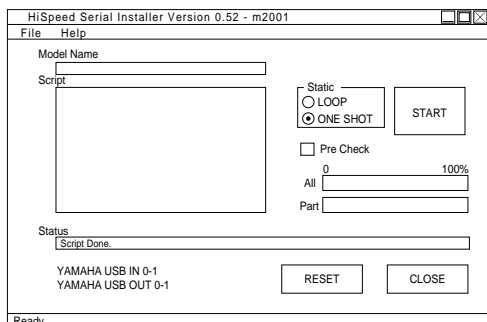 HiSpeed Serial Installer Version 0.52 - m2001
File Help
Model Name
Script
Static
LOOP
ONE SHOT
START
Pre Check
0 100%
All
Part
Status
Script Done.
YAMAHA USB IN 0-1
YAMAHA USB OUT 0-1
RESET
CLOSE
Ready